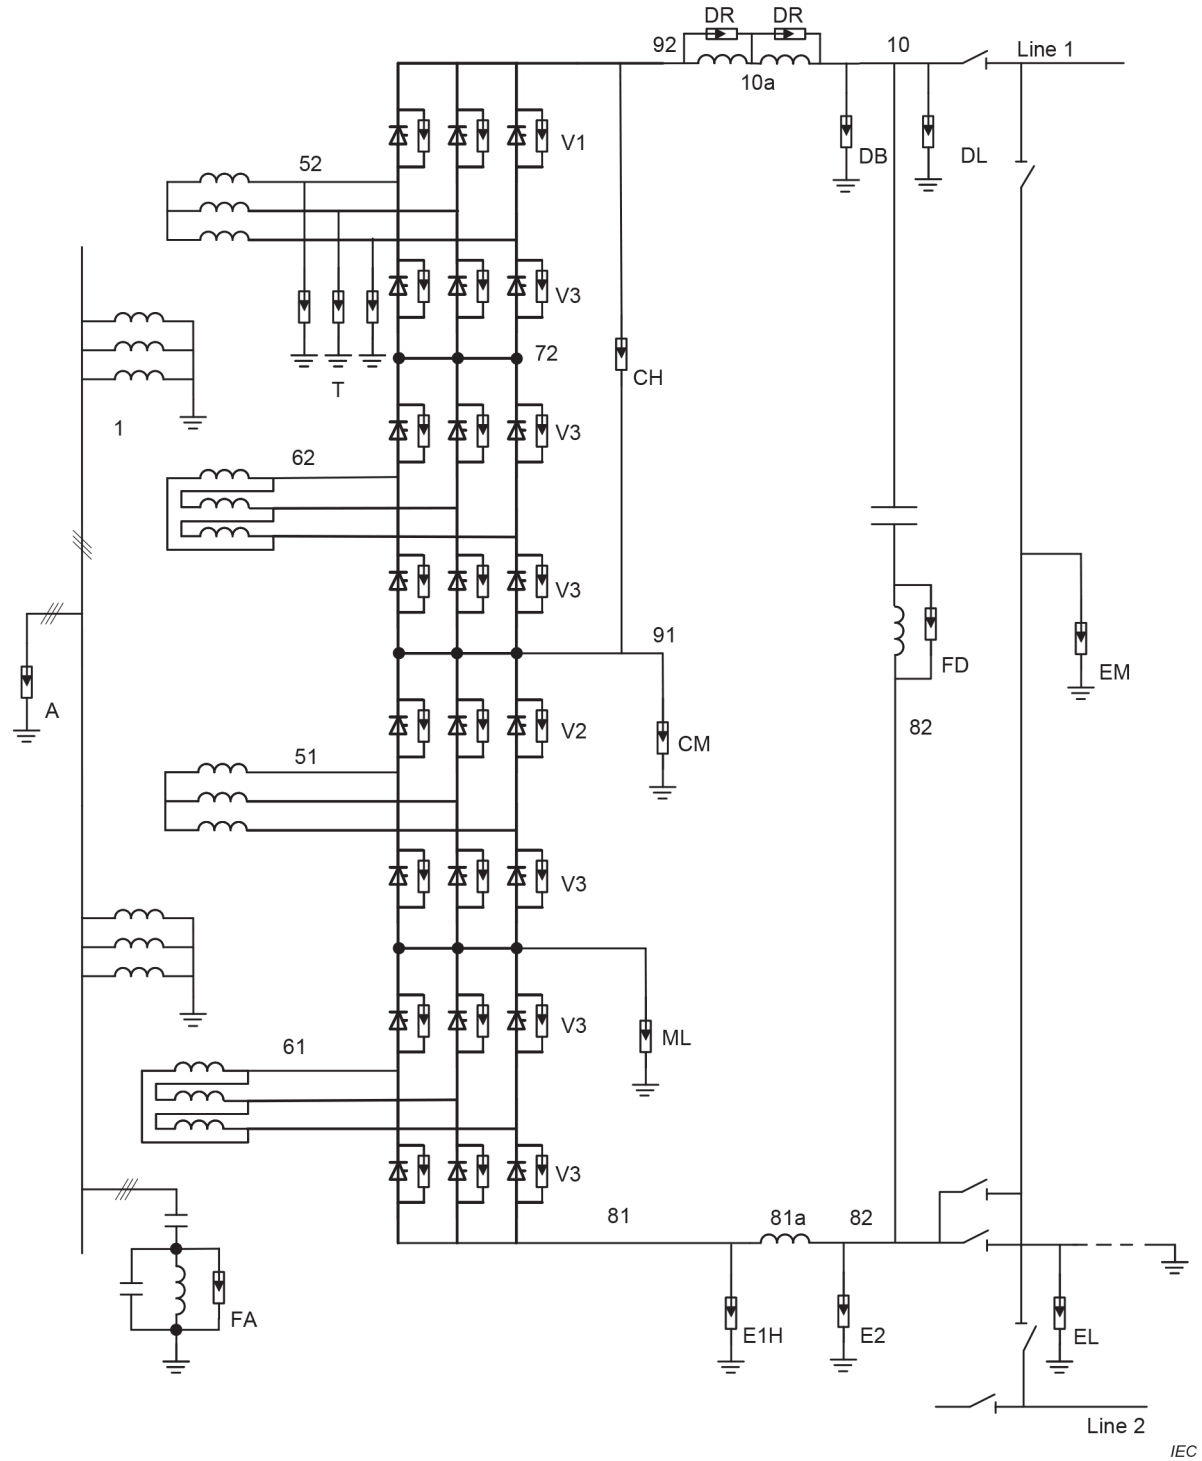 DR DR
92 10 Line 1
10a
V1
DB DL
52
V3
72
CH
T
1
V3
62
V3
91
EM
FD
A
82
V2
CM
51
V3
V3
ML
61
V3
81 81a 82
FA
E1H E2 EL
Line 2
IEC